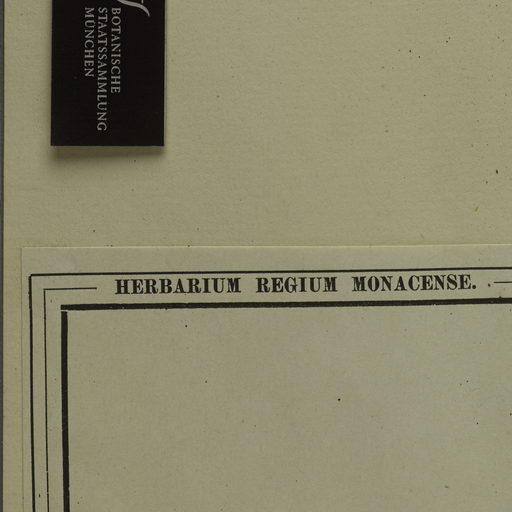 BOTANISCHE
STAATSSAMMLUNG
MÜNCHEN
HERBARIUM REGIUM MONACENSE.